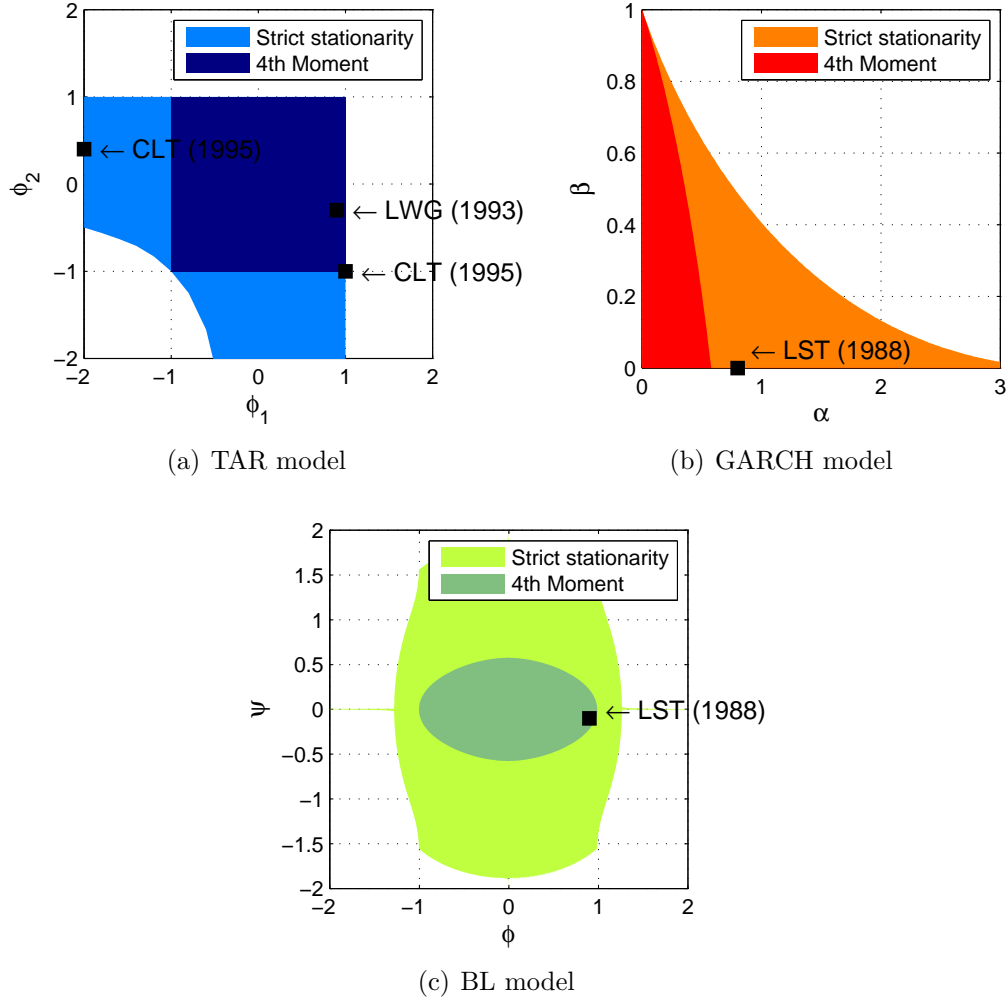 2
1
0
−1
−2
−2
−1
0
1
2
ϕ2
ϕ1
Strict stationarity
4th Moment
← CLT (1995)
← LWG (1993)
← CLT (1995)
(a) TAR model
1
0.8
0.6
0.4
0.2
0
0
1
2
3
β
α
Strict stationarity
4th Moment
← LST (1988)
(b) GARCH model
2
1.5
1
0.5
0
−0.5
−1
−1.5
−2
−2
−1
0
1
2
ψ
ϕ
Strict stationarity
4th Moment
← LST (1988)
(c) BL model